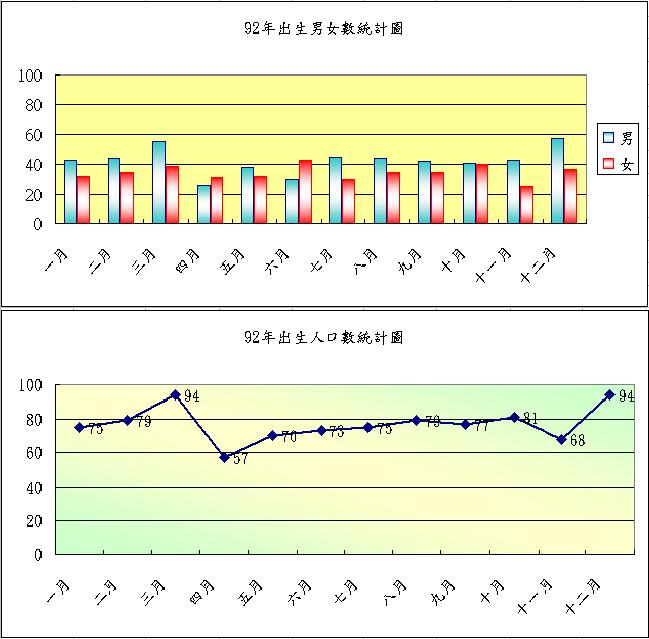 92年出生男女數統計圖
100
80
60
40
20
0
男
女
一月 二月 三月 四月 五月 六月 七月 八月 九月 十月 十一月 十二月
92年出生人口數統計圖
100
80
60
40
20
0
75 79 94 57 70 73 75 79 77 81 68 94
一月 二月 三月 四月 五月 六月 七月 八月 九月 十月 十一月 十二月